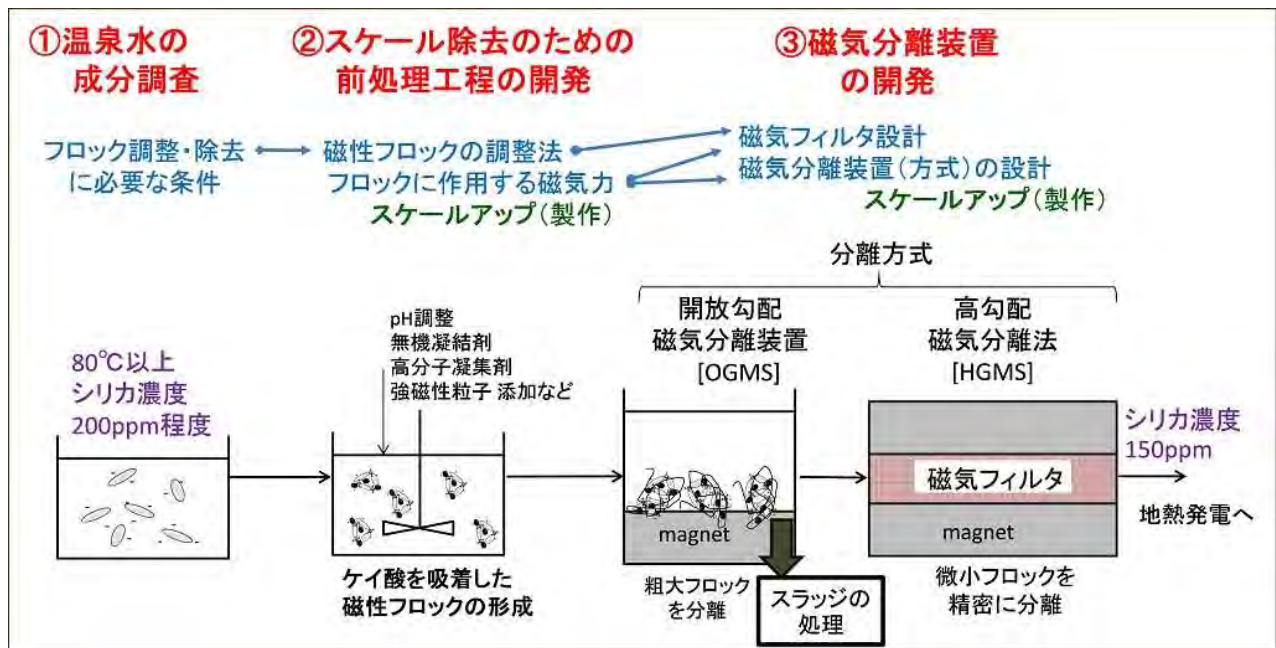 ①温泉水の
成分調査
②スケール除去のための
前処理工程の開発
③磁気分離装置
の開発
フロック調整・除去
に必要な条件
磁性フロックの調整法
フロックに作用する磁気力
スケールアップ(製作)
磁気フィルタ設計
磁気分離装置(方式)の設計
スケールアップ(製作)
分離方式
開放勾配
磁気分離装置
[OGMS]
高勾配
磁気分離法
[HGMS]
80℃以上
シリカ濃度
200ppm程度
pH調整
無機凝結剤
高分子凝集剤
強磁性粒子 添加など
ケイ酸を吸着した
磁性フロックの形成
magnet
粗大フロック
を分離
スラッジの
処理
磁気フィルタ
magnet
微小フロックを
精密に分離
シリカ濃度
150ppm
地熱発電へ